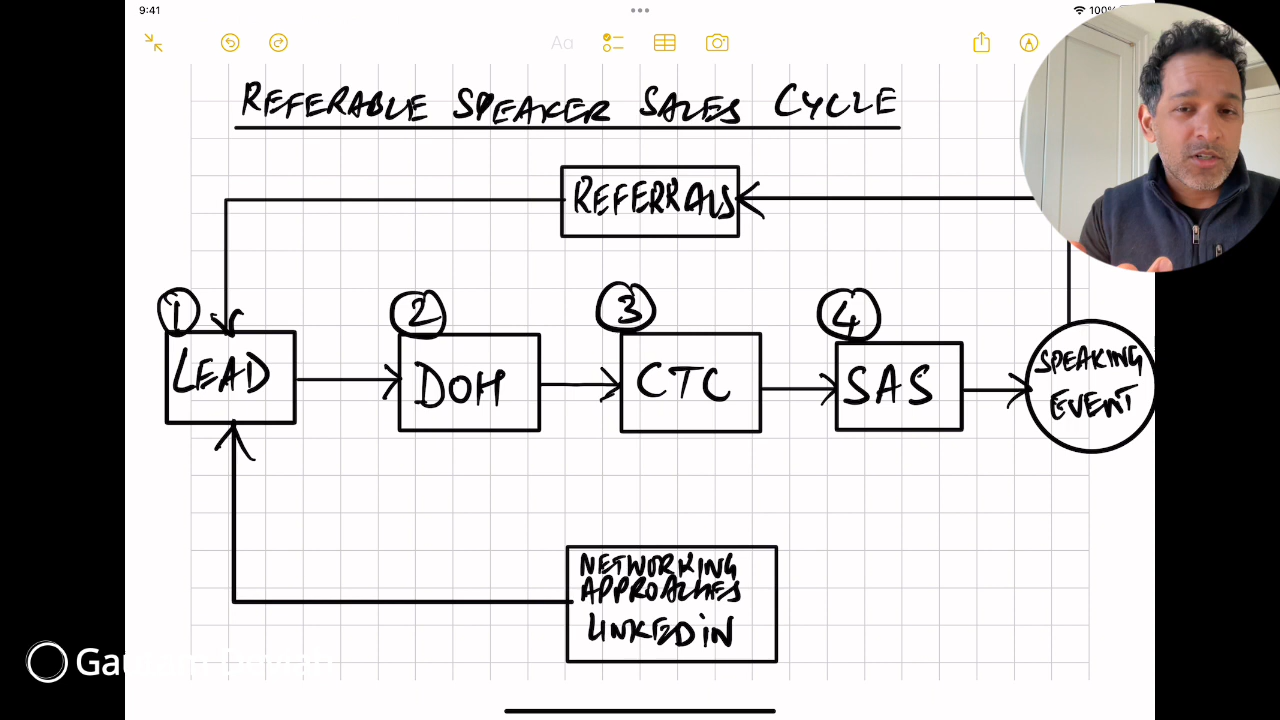 9:41
100%
Aa
REFERABLE SPEAKER SALES CYCLE
REFERRALS
1
2
3
4
LEAD
DOH
CTC
SAS
SPEAKING
EVENT
NETWORKING
APPROACHES
LINKEDIN